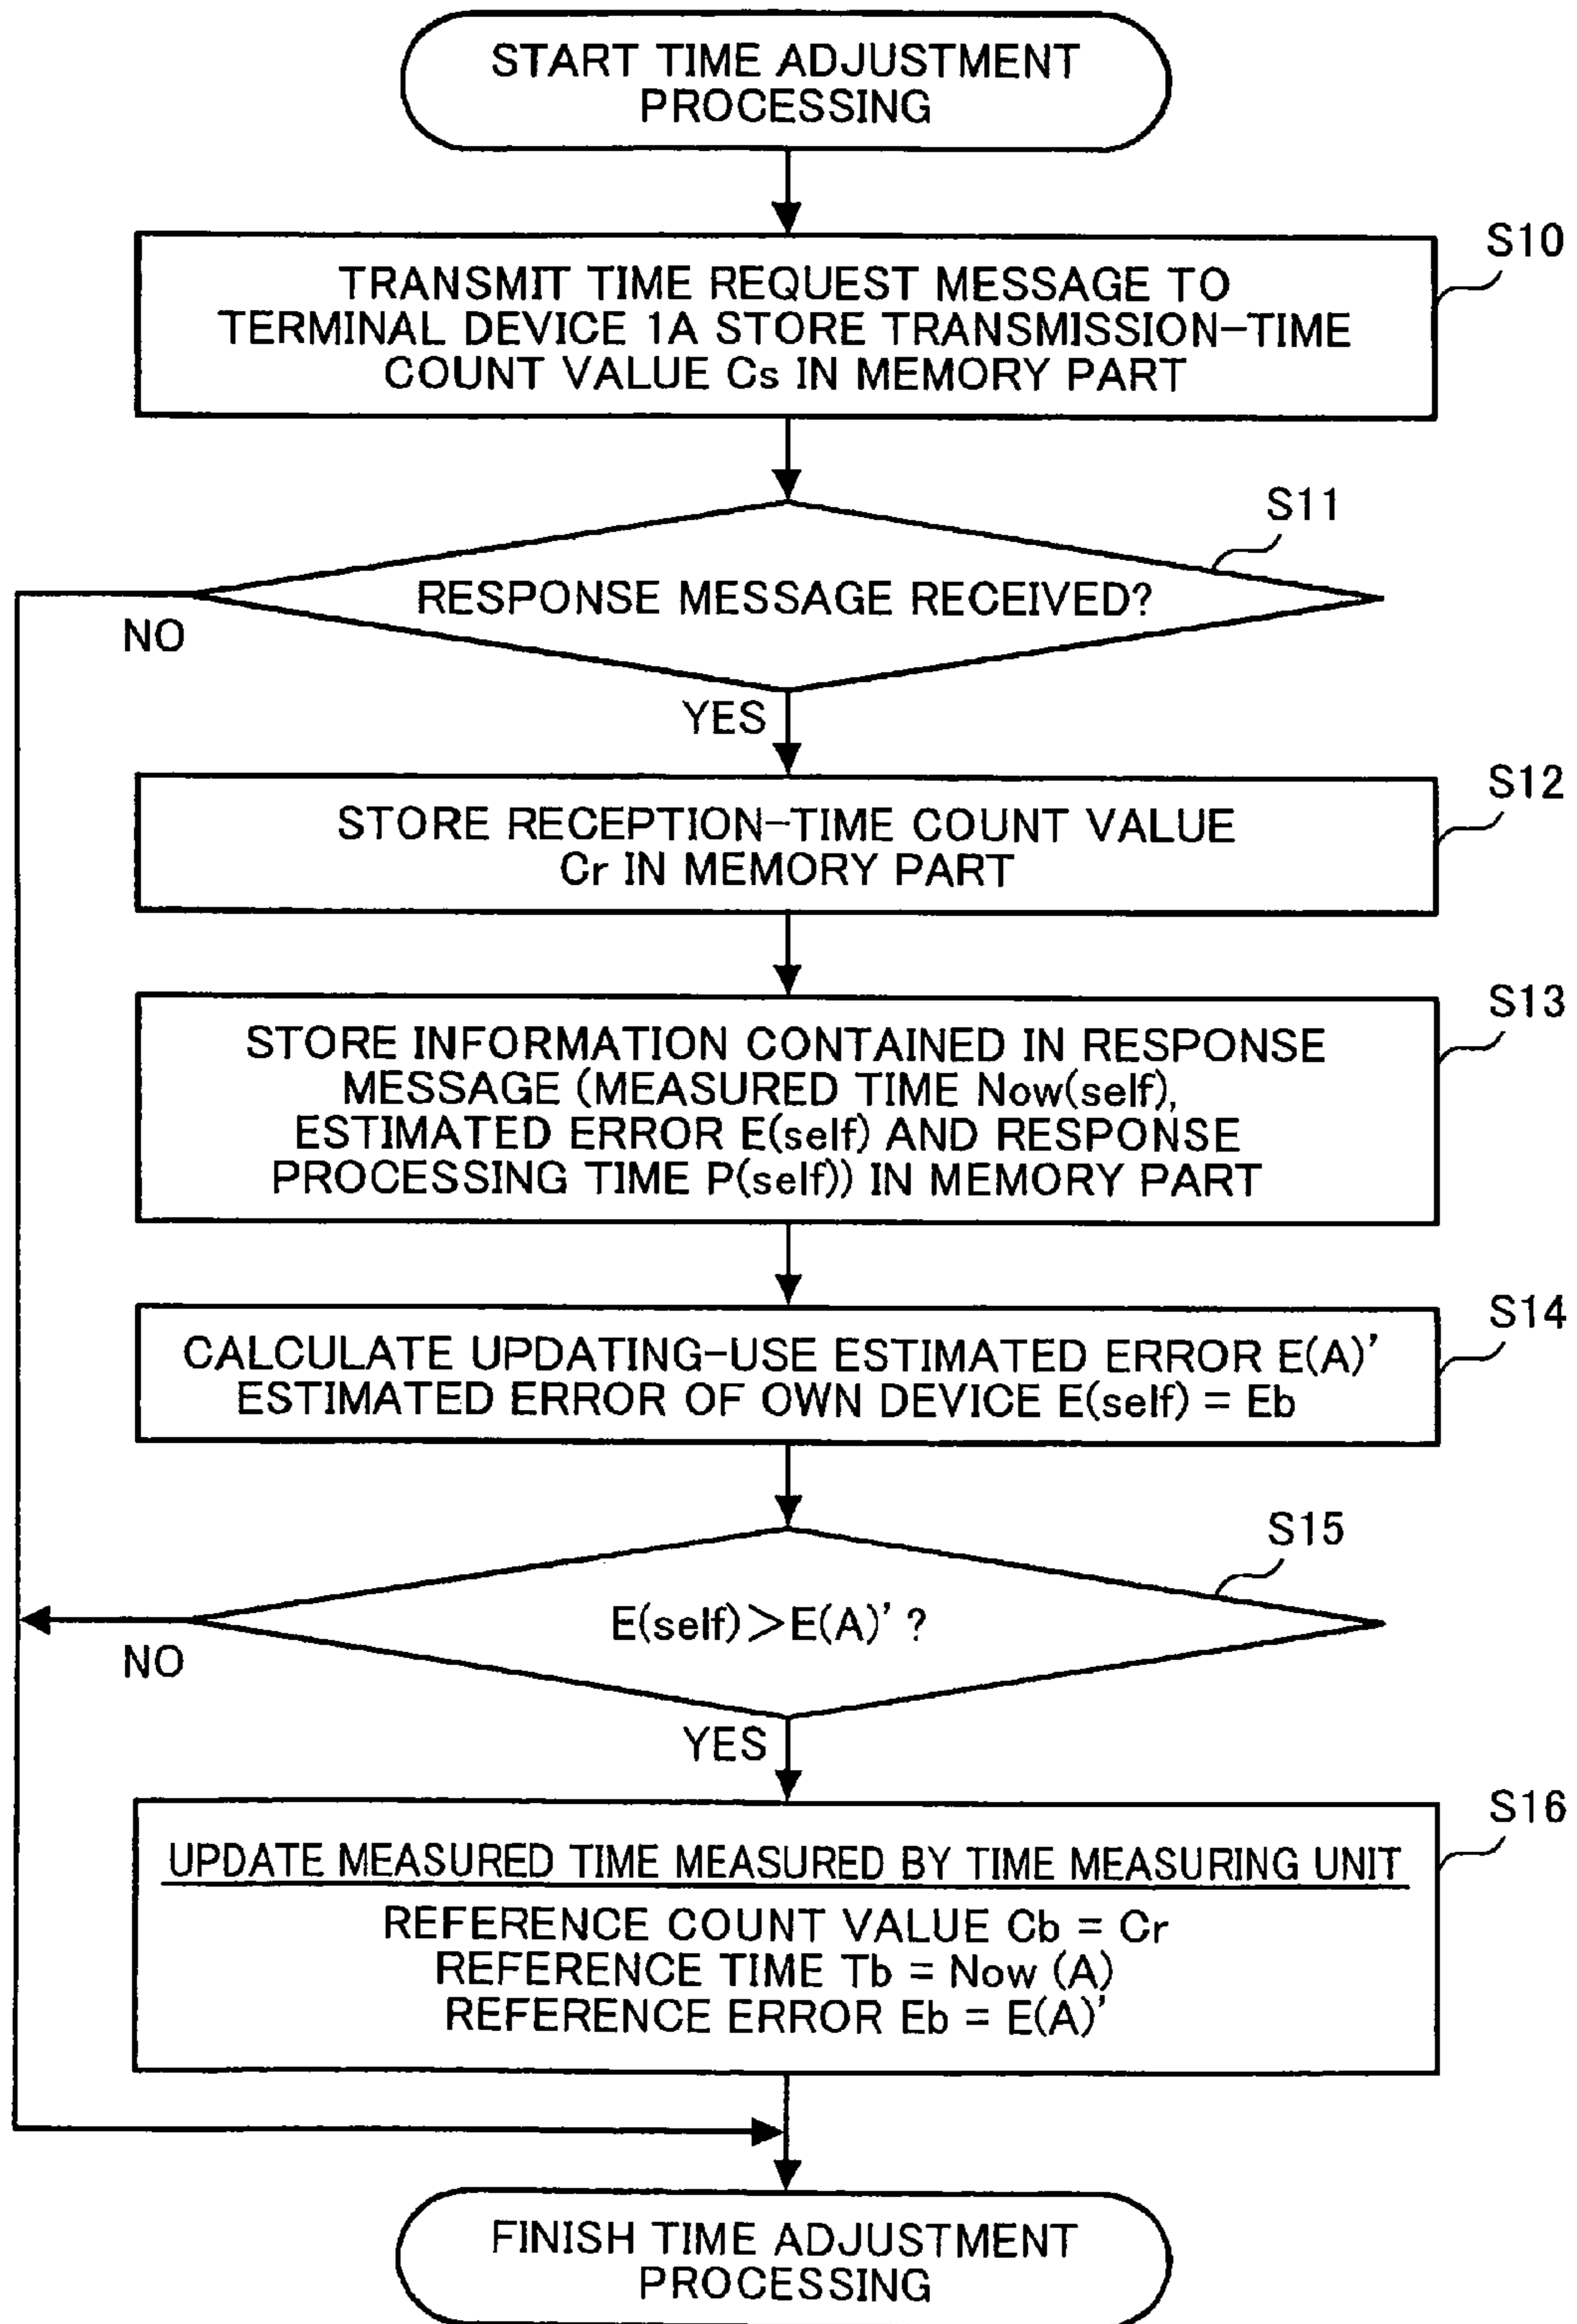 START TIME ADJUSTMENT
PROCESSING
S10
TRANSMIT TIME REQUEST MESSAGE TO
TERMINAL DEVICE 1A STORE TRANSMISSION-TIME
COUNT VALUE Cs IN MEMORY PART
S11
RESPONSE MESSAGE RECEIVED?
NO
YES
S12
STORE RECEPTION-TIME COUNT VALUE
Cr IN MEMORY PART
S13
STORE INFORMATION CONTAINED IN RESPONSE
MESSAGE (MEASURED TIME Now(self),
ESTIMATED ERROR E(self) AND RESPONSE
PROCESSING TIME P(self)) IN MEMORY PART
S14
CALCULATE UPDATING-USE ESTIMATED ERROR E(A)'
ESTIMATED ERROR OF OWN DEVICE E(self) = Eb
S15
E(self)>E(A)' ?
NO
YES
S16
UPDATE MEASURED TIME MEASURED BY TIME MEASURING UNIT
REFERENCE COUNT VALUE Cb = Cr
REFERENCE TIME Tb = Now (A)
REFERENCE ERROR Eb = E(A)'
FINISH TIME ADJUSTMENT
PROCESSING